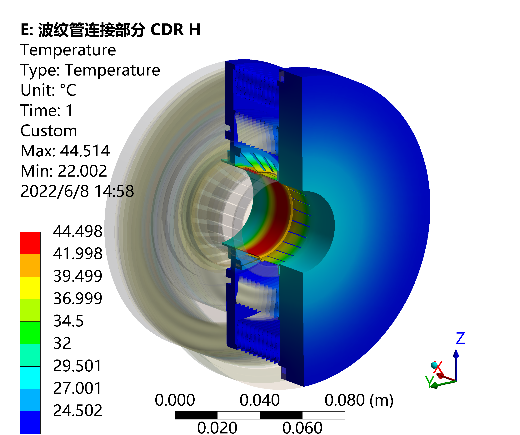 E: 波纹管连接部分 CDR H
Temperature
Type: Temperature
Unit: °C
Time: 1
Custom
Max: 44.514
Min: 22.002
2022/6/8 14:58
44.498
41.998
39.499
36.999
34.5
32
29.501
27.001
24.502
0.000 0.040 0.080 (m)
0.020 0.060
Z
X
Y